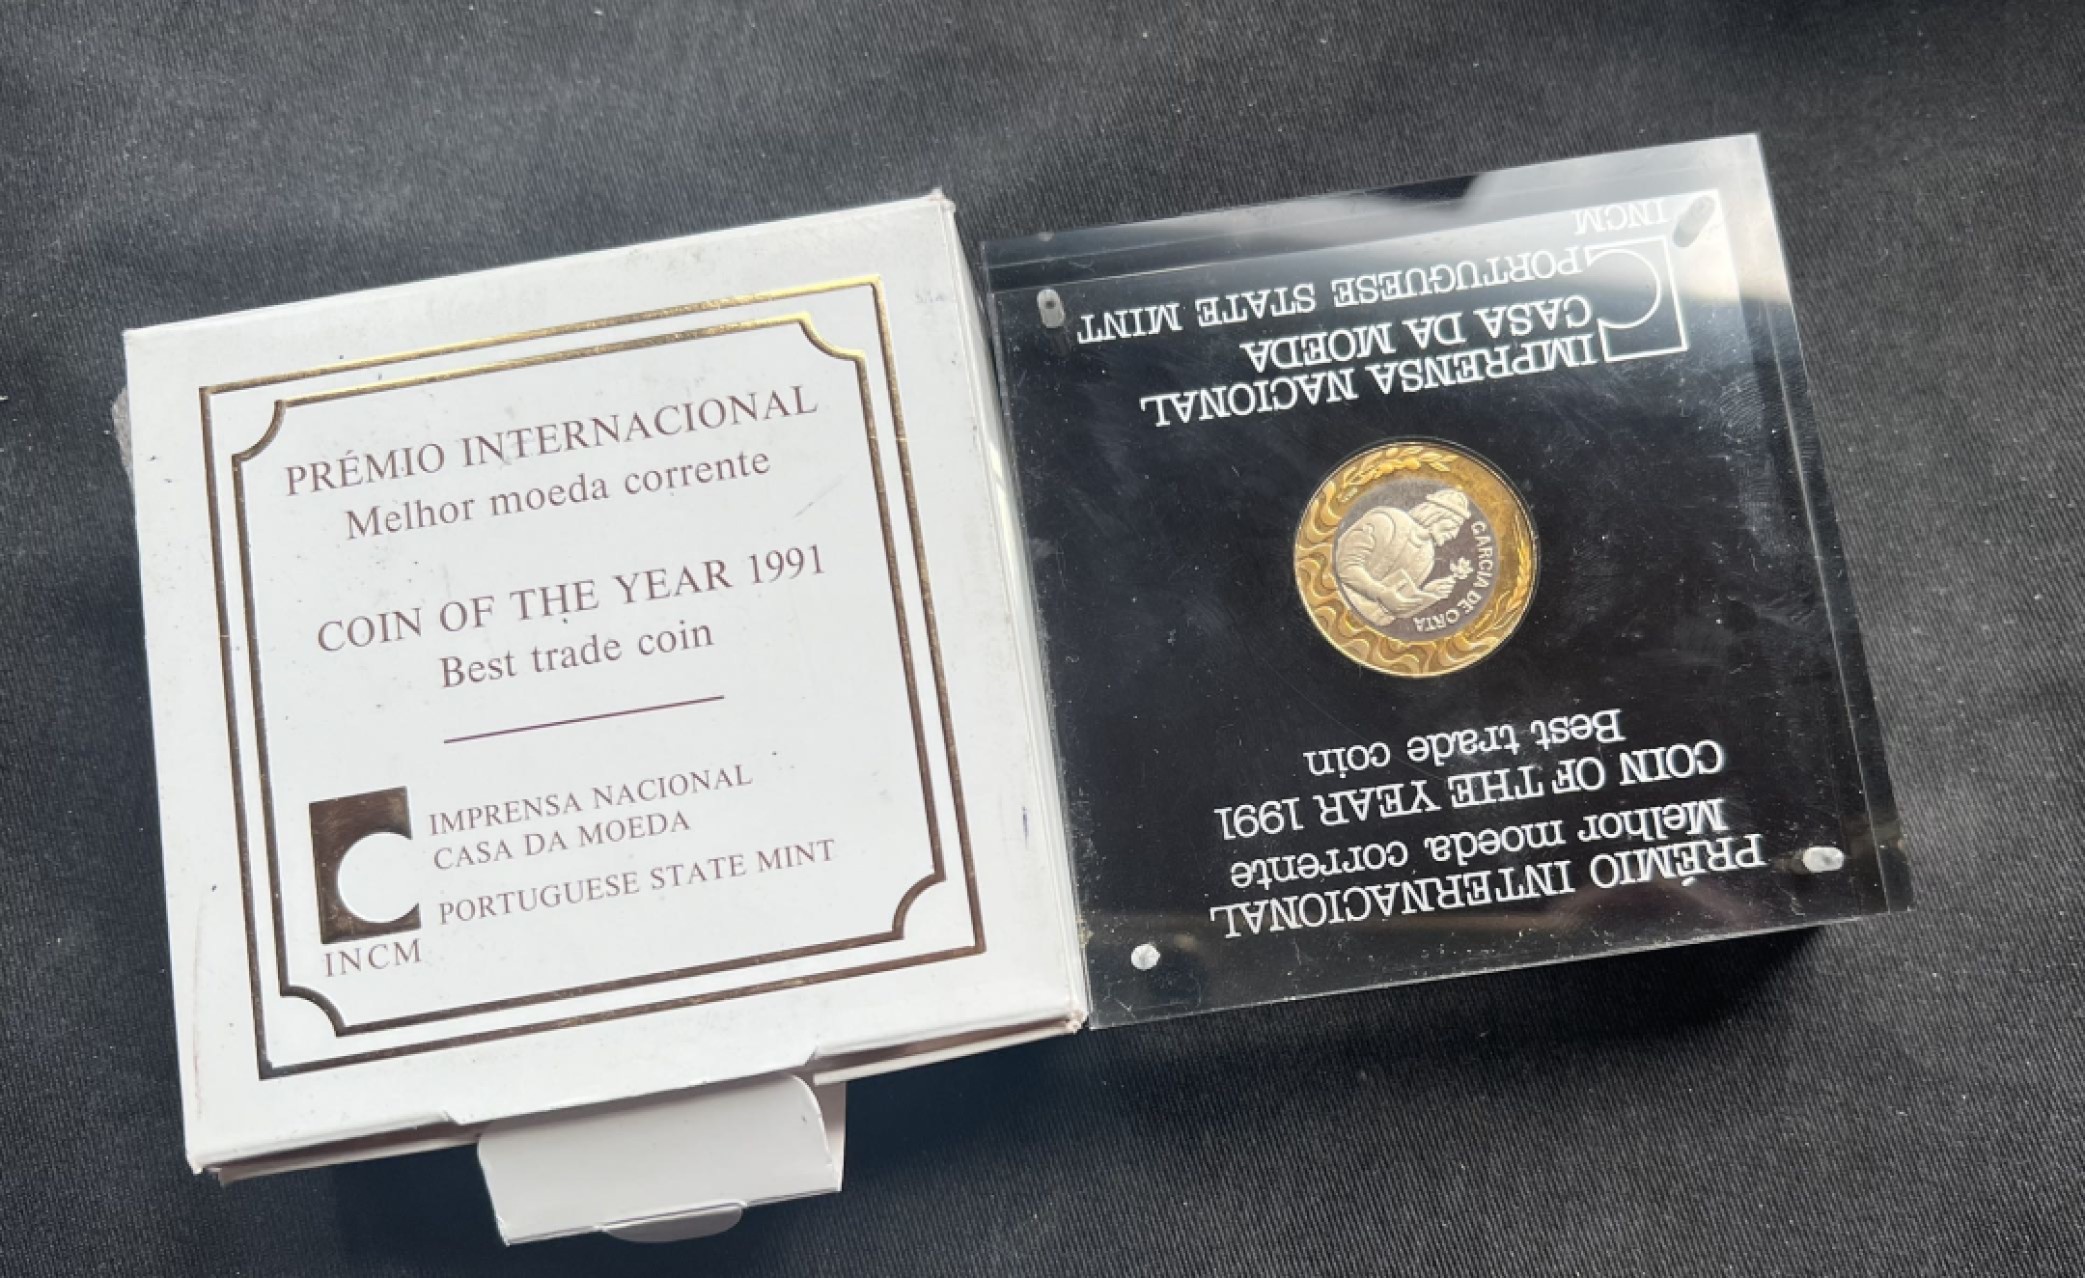 PRÉMIO INTERNACIONAL
Melhor moeda corrente
COIN OF THE YEAR 1991
Best trade coin
IMPRENSA NACIONAL
CASA DA MOEDA
PORTUGUESE STATE MINT
INCM
PRÉMIO INTERNACIONAL
Melhor moeda corrente
COIN OF THE YEAR 1991
Best trade coin
GARCIA DE ORTA
IMPRENSA NACIONAL
CASA DA MOEDA
PORTUGUESE STATE MINT
INCM